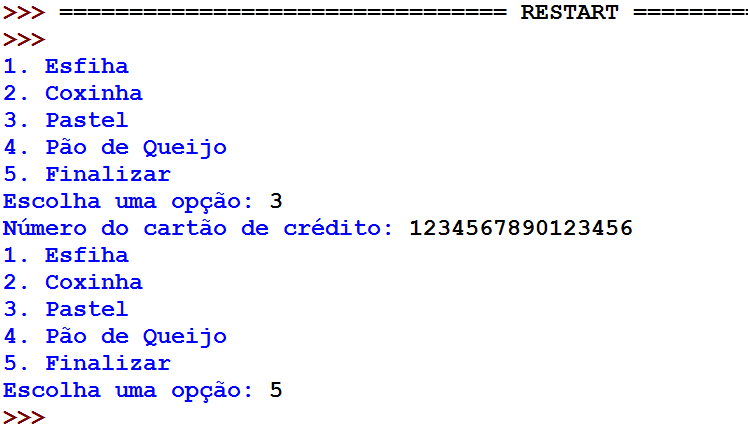 >>> ================================ RESTART =========
>>>
1. Esfiha
2. Coxinha
3. Pastel
4. Pão de Queijo
5. Finalizar
Escolha uma opção: 3
Número do cartão de crédito: 1234567890123456
1. Esfiha
2. Coxinha
3. Pastel
4. Pão de Queijo
5. Finalizar
Escolha uma opção: 5
>>>